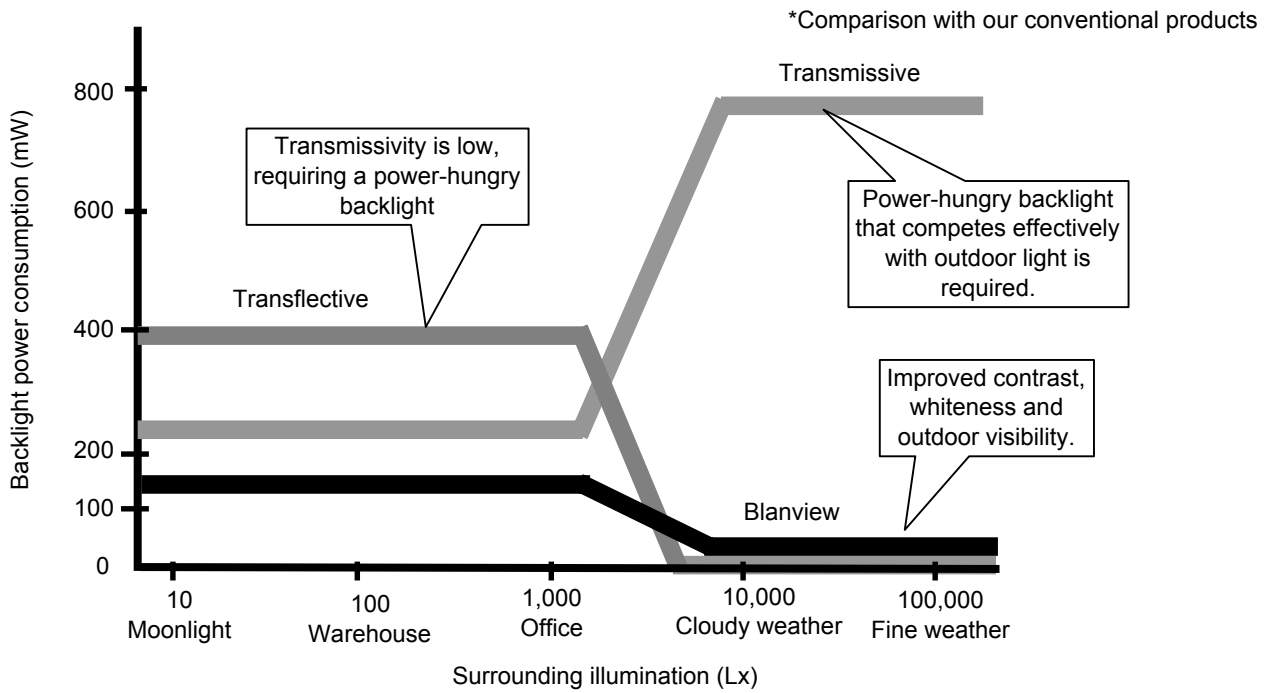 *Comparison with our conventional products
Transmissive
800
Transmissivity is low,
requiring a power-hungry
backlight
Power-hungry backlight
that competes effectively
with outdoor light is
required.
600
Transflective
400
Improved contrast,
whiteness and
outdoor visibility.
200
100
Blanview
0
Backlight power consumption (mW)
10
Moonlight
100
Warehouse
1,000
Office
10,000
Cloudy weather
100,000
Fine weather
Surrounding illumination (Lx)